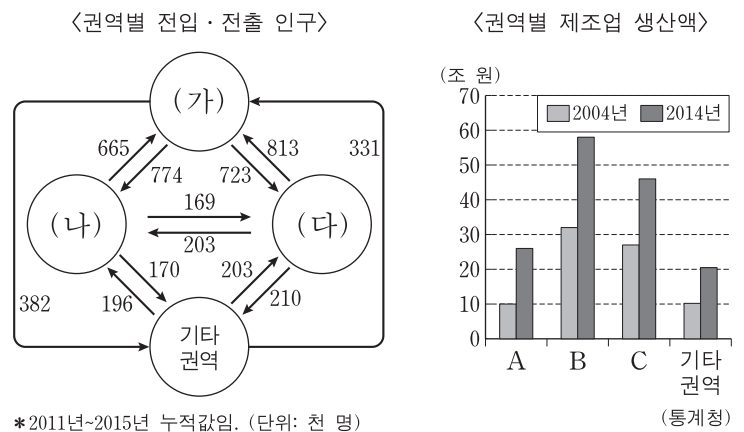 〈권역별 전입·전출 인구〉
(가)
665
774
723
813
331
(나)
169
203
(다)
170
196
203
210
382
기타
권역
*2011년~2015년 누적값임. (단위: 천 명)
〈권역별 제조업 생산액〉
(조 원)
2004년
2014년
70
60
50
40
30
20
10
0
A
B
C
기타
권역
(통계청)